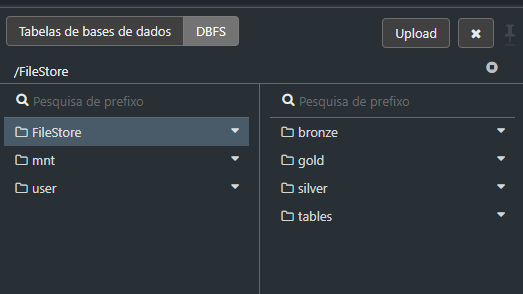 Tabelas de bases de dados DBFS Upload
/FileStore
Pesquisa de prefixo
FileStore
mnt
user
Pesquisa de prefixo
bronze
gold
silver
tables